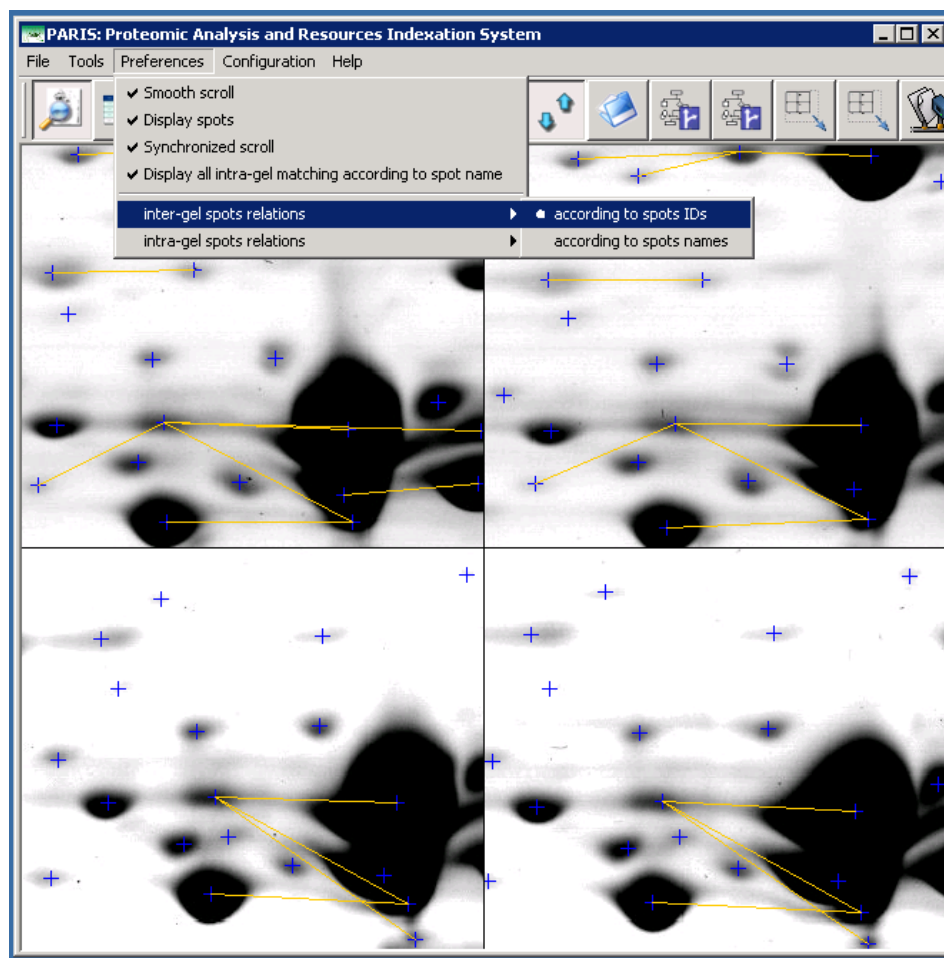 PARIS: Proteomic Analysis and Resources Indexation System
File Tools Preferences Configuration Help
Smooth scroll
Display spots
Synchronized scroll
Display all intra-gel matching according to spot name
inter-gel spots relations
according to spots IDs
intra-gel spots relations
according to spots names